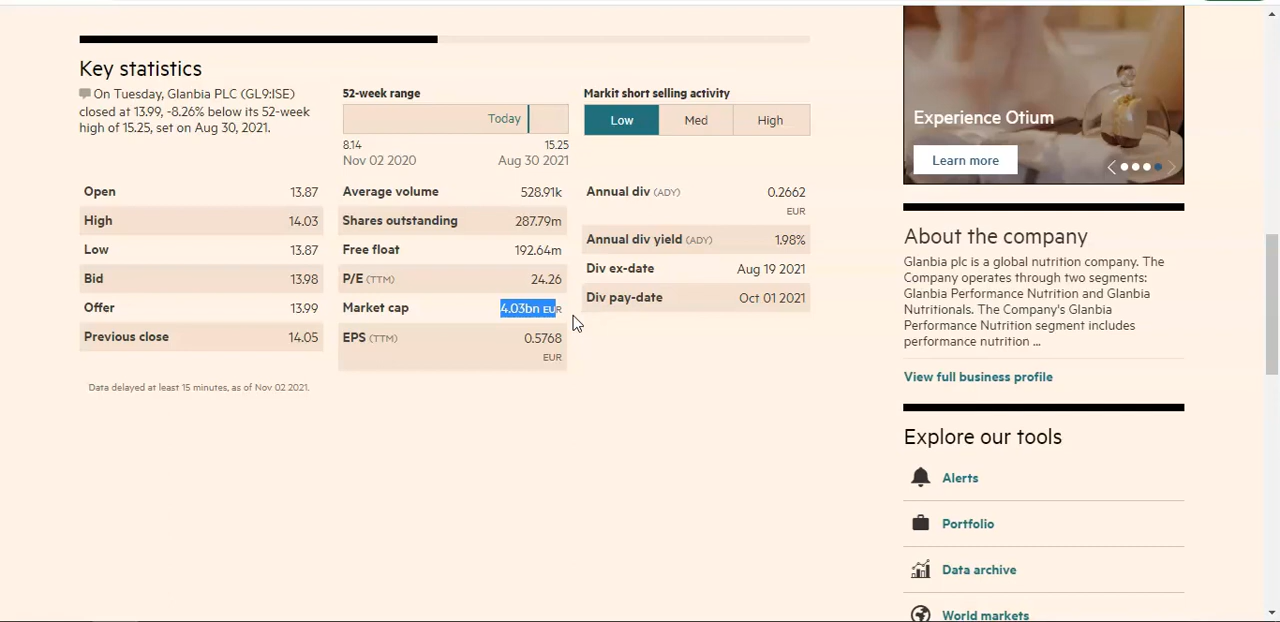 Key statistics
On Tuesday, Glanbia PLC (GL9:ISE)
closed at 13.99, -8.26% below its 52-week
high of 15.25, set on Aug 30, 2021.
52-week range
Today
8.14 15.25
Nov 02 2020 Aug 30 2021
Markit short selling activity
Low Med High
Open 13.87
High 14.03
Low 13.87
Bid 13.98
Offer 13.99
Previous close 14.05
Average volume 528.91k
Shares outstanding 287.79m
Free float 192.64m
P/E (TTM) 24.26
Market cap 4.03bn EUR
EPS (TTM) 0.5768
EUR
Annual div (ADY) 0.2662
EUR
Annual div yield (ADY) 1.98%
Div ex-date Aug 19 2021
Div pay-date Oct 01 2021
Data delayed at least 15 minutes, as of Nov 02 2021.
Experience Otium
Learn more
About the company
Glanbia plc is a global nutrition company. The
Company operates through two segments:
Glanbia Performance Nutrition and Glanbia
Nutritionals. The Company's Glanbia
Performance Nutrition segment includes
performance nutrition ...
View full business profile
Explore our tools
Alerts
Portfolio
Data archive
World markets